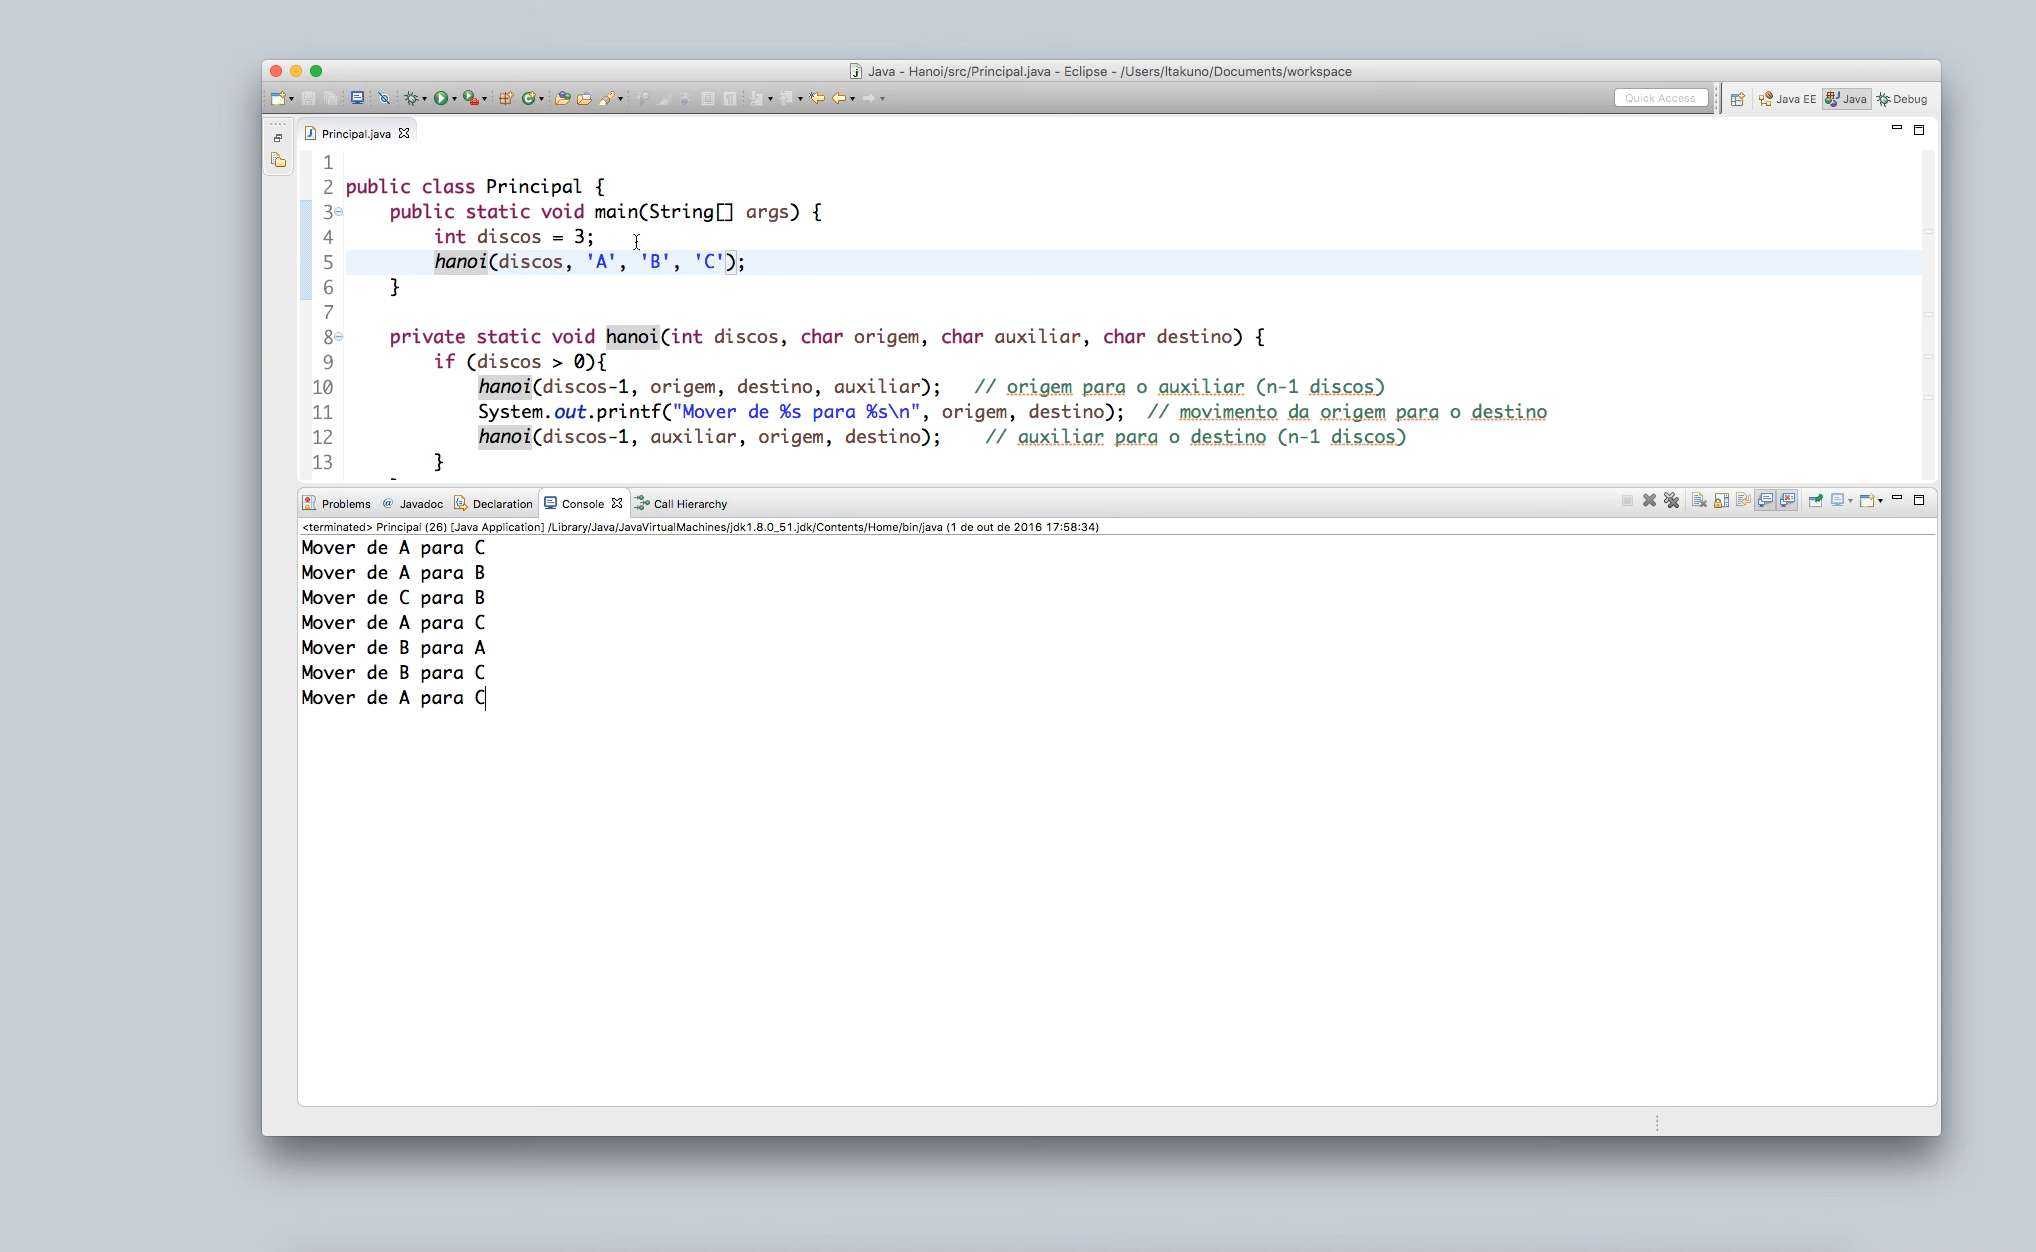 Java - Hanoi/src/Principal.java - Eclipse - /Users/ltakuno/Documents/workspace
Quick Access
Java EE
Java
Debug
Principal.java
1
2 public class Principal {
3 public static void main(String[] args) {
4 int discos = 3;
5 hanoi(discos, 'A', 'B', 'C');
6 }
7
8 private static void hanoi(int discos, char origem, char auxiliar, char destino) {
9 if (discos > 0){
10 hanoi(discos-1, origem, destino, auxiliar); // origem para o auxiliar (n-1 discos)
11 System.out.printf("Mover de %s para %s\n", origem, destino); // movimento da origem para o destino
12 hanoi(discos-1, auxiliar, origem, destino); // auxiliar para o destino (n-1 discos)
13 }
Problems @ Javadoc Declaration Console Call Hierarchy
<terminated> Principal (26) [Java Application] /Library/Java/JavaVirtualMachines/jdk1.8.0_51.jdk/Contents/Home/bin/java (1 de out de 2016 17:58:34)
Mover de A para C
Mover de A para B
Mover de C para B
Mover de A para C
Mover de B para A
Mover de B para C
Mover de A para C